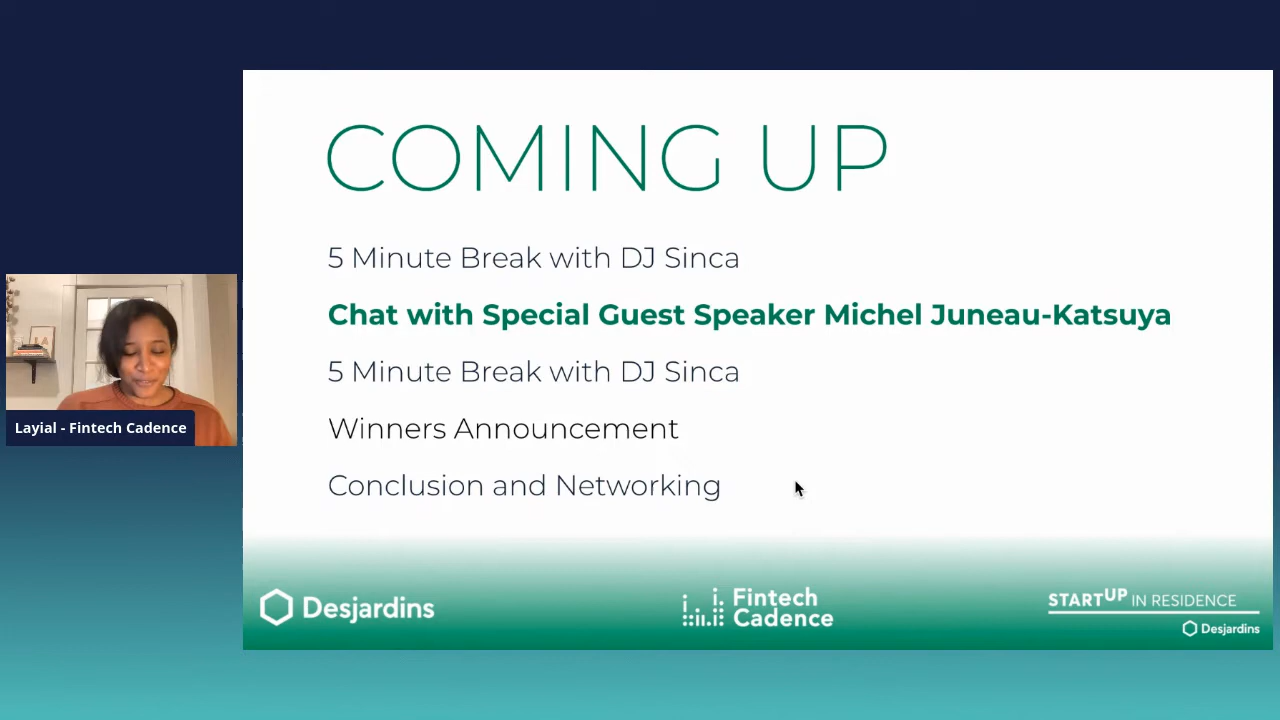 COMING UP
5 Minute Break with DJ Sinca
Chat with Special Guest Speaker Michel Juneau-Katsuya
5 Minute Break with DJ Sinca
Winners Announcement
Conclusion and Networking
Layial - Fintech Cadence
Desjardins
Fintech
Cadence
STARTUP IN RESIDENCE
Desjardins